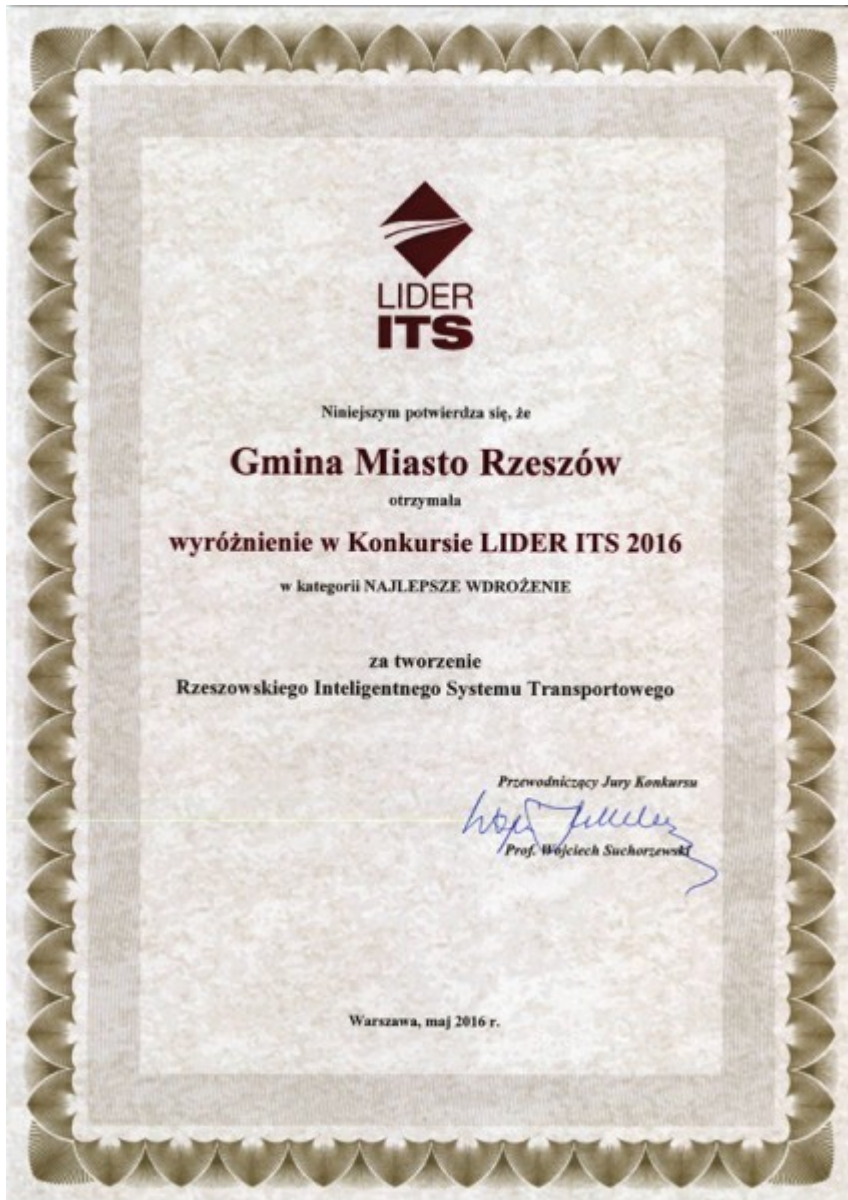 LIDER
ITS
Niniejszym potwierdza się, że
Gmina Miasto Rzeszów
otrzymała
wyróżnienie w Konkursie LIDER ITS 2016
w kategorii NAJLEPSZE WDROŻENIE
za tworzenie
Rzeszowskiego Inteligentnego Systemu Transportowego
Przewodniczący Jury Konkursu
Prof. Wojciech Suchorzewski
Warszawa, maj 2016 r.